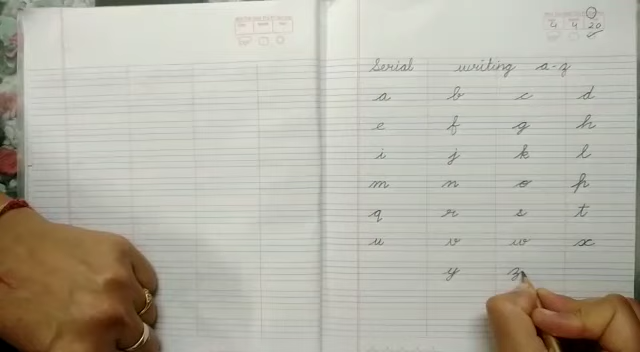 4 4 20
Serial writing a-z
a b c d
e f g h
i j k l
m n o p
q r s t
u v w x
y z